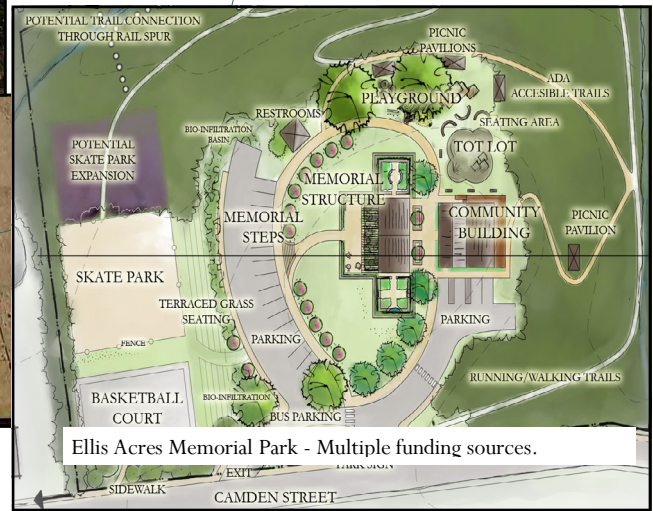 POTENTIAL TRAIL CONNECTION
THROUGH RAIL SPUR
PICNIC
PAVILIONS
ADA
ACCESIBLE TRAILS
PLAYGROUND
RESTROOMS
SEATING AREA
BIO-INFILTRATION
BASIN
TOT LOT
POTENTIAL
SKATE PARK
EXPANSION
MEMORIAL
STRUCTURE
MEMORIAL
STEPS
COMMUNITY
BUILDING
PICNIC
PAVILION
SKATE PARK
TERRACED GRASS
SEATING
PARKING
PARKING
FENCE
RUNNING/WALKING TRAILS
BASKETBALL
COURT
BIO-INFILTRATION
BUS PARKING
Ellis Acres Memorial Park - Multiple funding sources.
EXIT
PARK SIGN
SIDEWALK
CAMDEN STREET